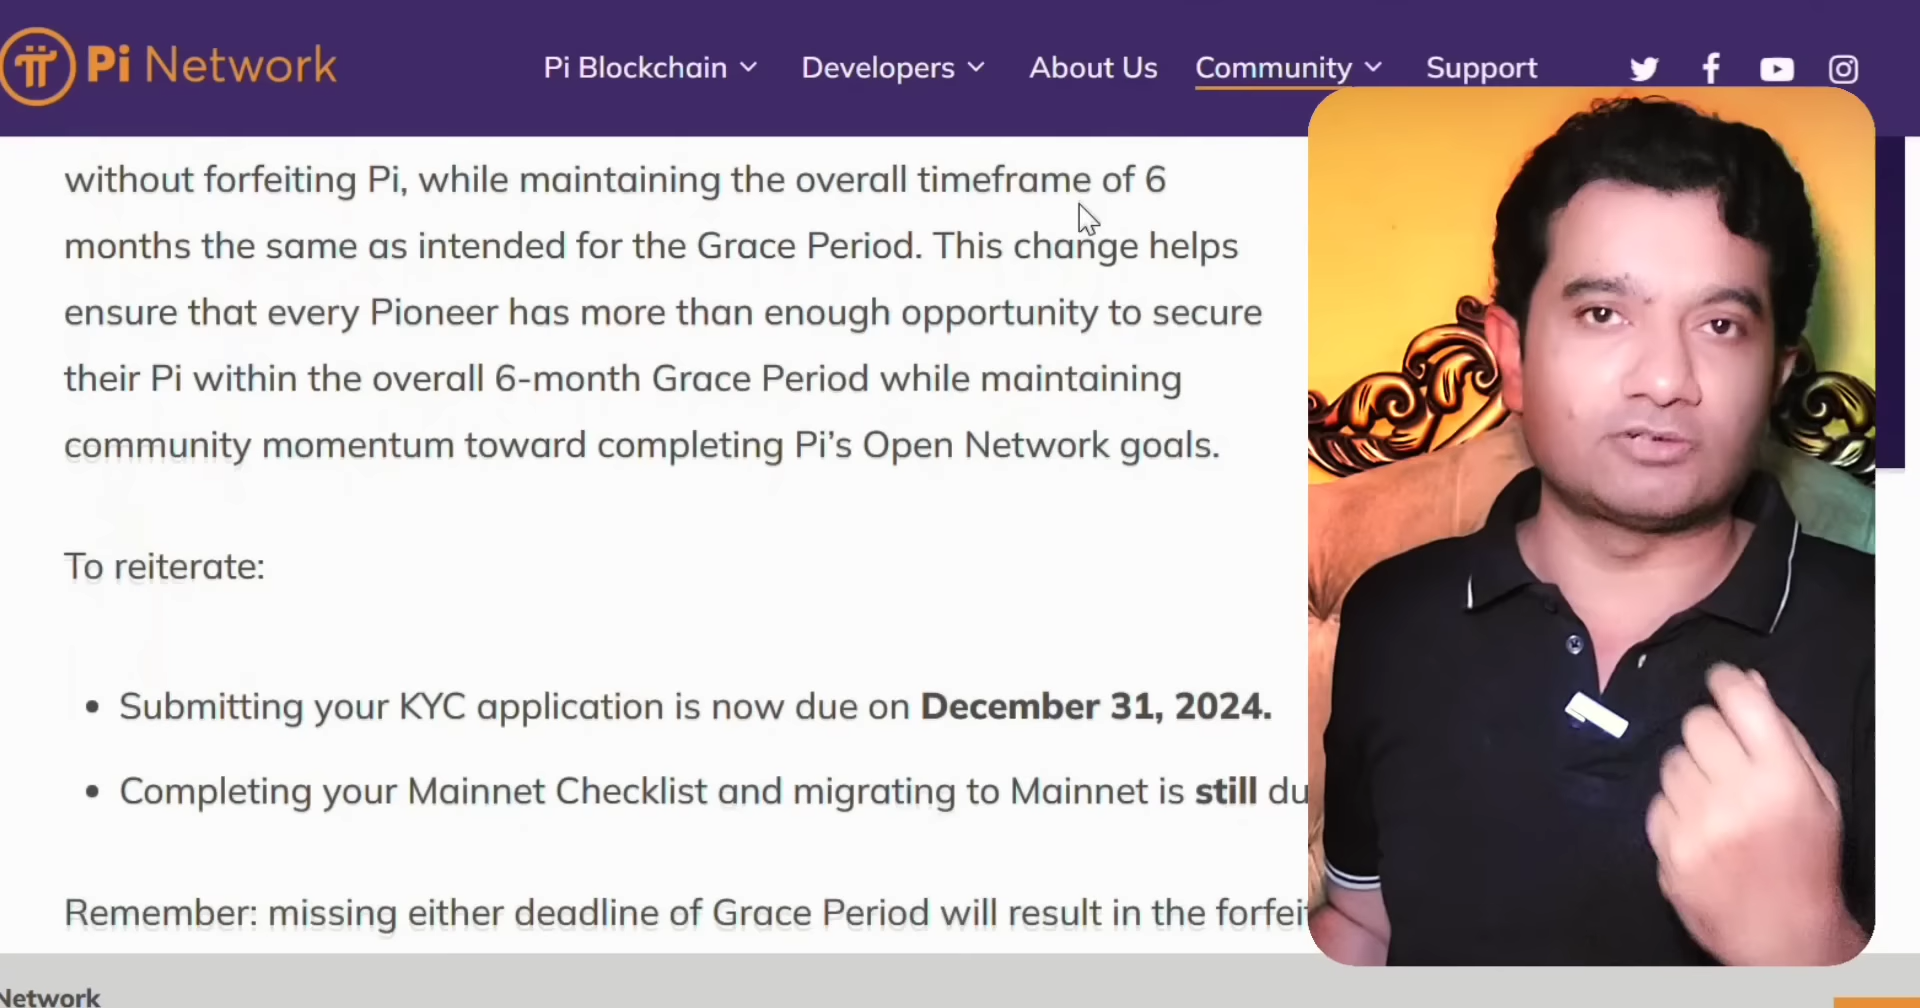 Pi Network
Pi Blockchain
Developers
About Us
Community
Support
without forfeiting Pi, while maintaining the overall timeframe of 6
months the same as intended for the Grace Period. This change helps
ensure that every Pioneer has more than enough opportunity to secure
their Pi within the overall 6-month Grace Period while maintaining
community momentum toward completing Pi’s Open Network goals.
To reiterate:
• Submitting your KYC application is now due on December 31, 2024.
• Completing your Mainnet Checklist and migrating to Mainnet is still
Remember: missing either deadline of Grace Period will result in the
Network